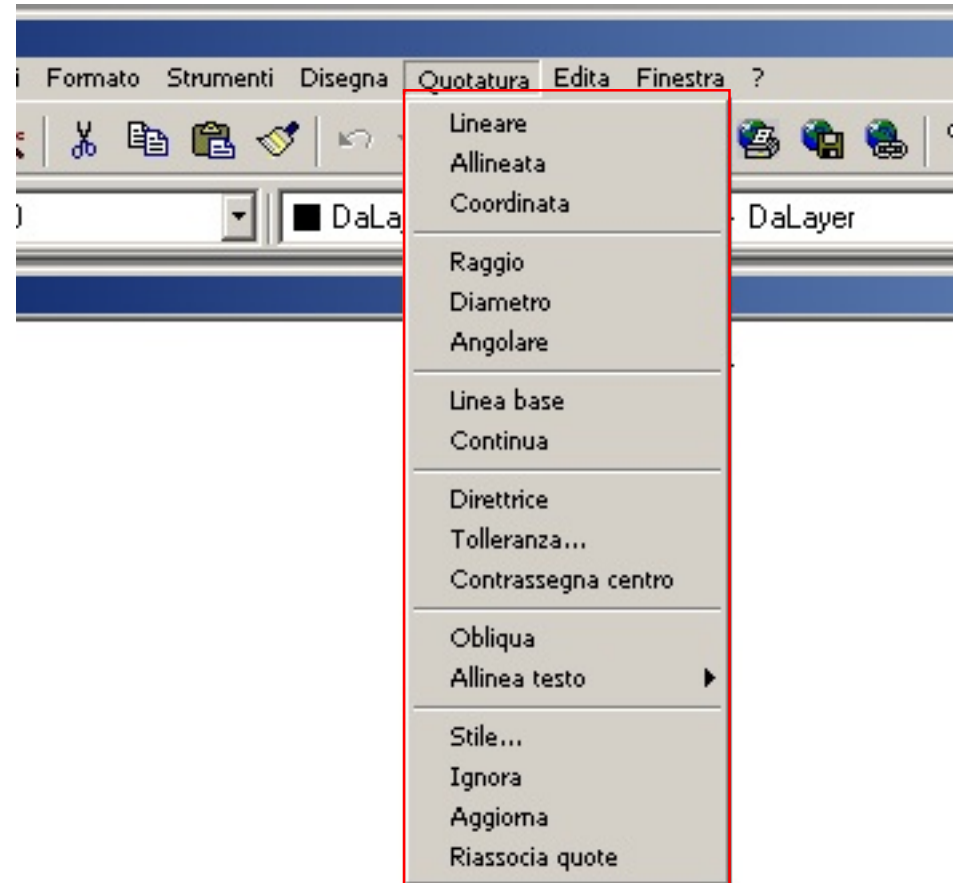 Formato Strumenti Disegna Quotatura Edita Finestra ?
DaLa DaLayer
Lineare
Allineata
Coordinata
Raggio
Diametro
Angolare
Linea base
Continua
Direttrice
Tolleranza...
Contrassegna centro
Obliqua
Allinea testo
Stile...
Ignora
Aggiorna
Riassocia quote